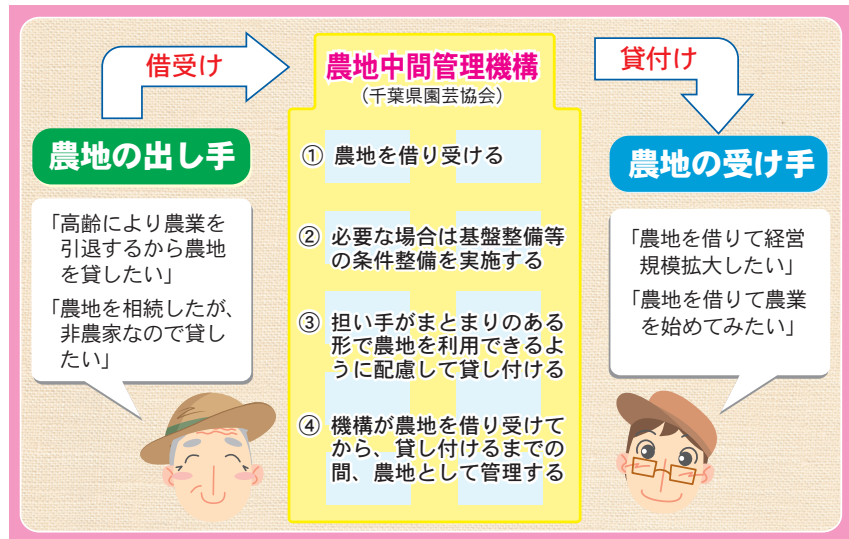 借受け
農地中間管理機構
（千葉県園芸協会）
貸付け
農地の出し手
「高齢により農業を
引退するから農地
を貸したい」
「農地を相続したが、
非農家なので貸し
たい」
① 農地を借り受ける
② 必要な場合は基盤整備等
の条件整備を実施する
③ 担い手がまとまりのある
形で農地を利用できるよ
うに配慮して貸し付ける
④ 機構が農地を借り受けて
から、貸し付けるまでの
間、農地として管理する
農地の受け手
「農地を借りて経営
規模拡大したい」
「農地を借りて農業
を始めてみたい」